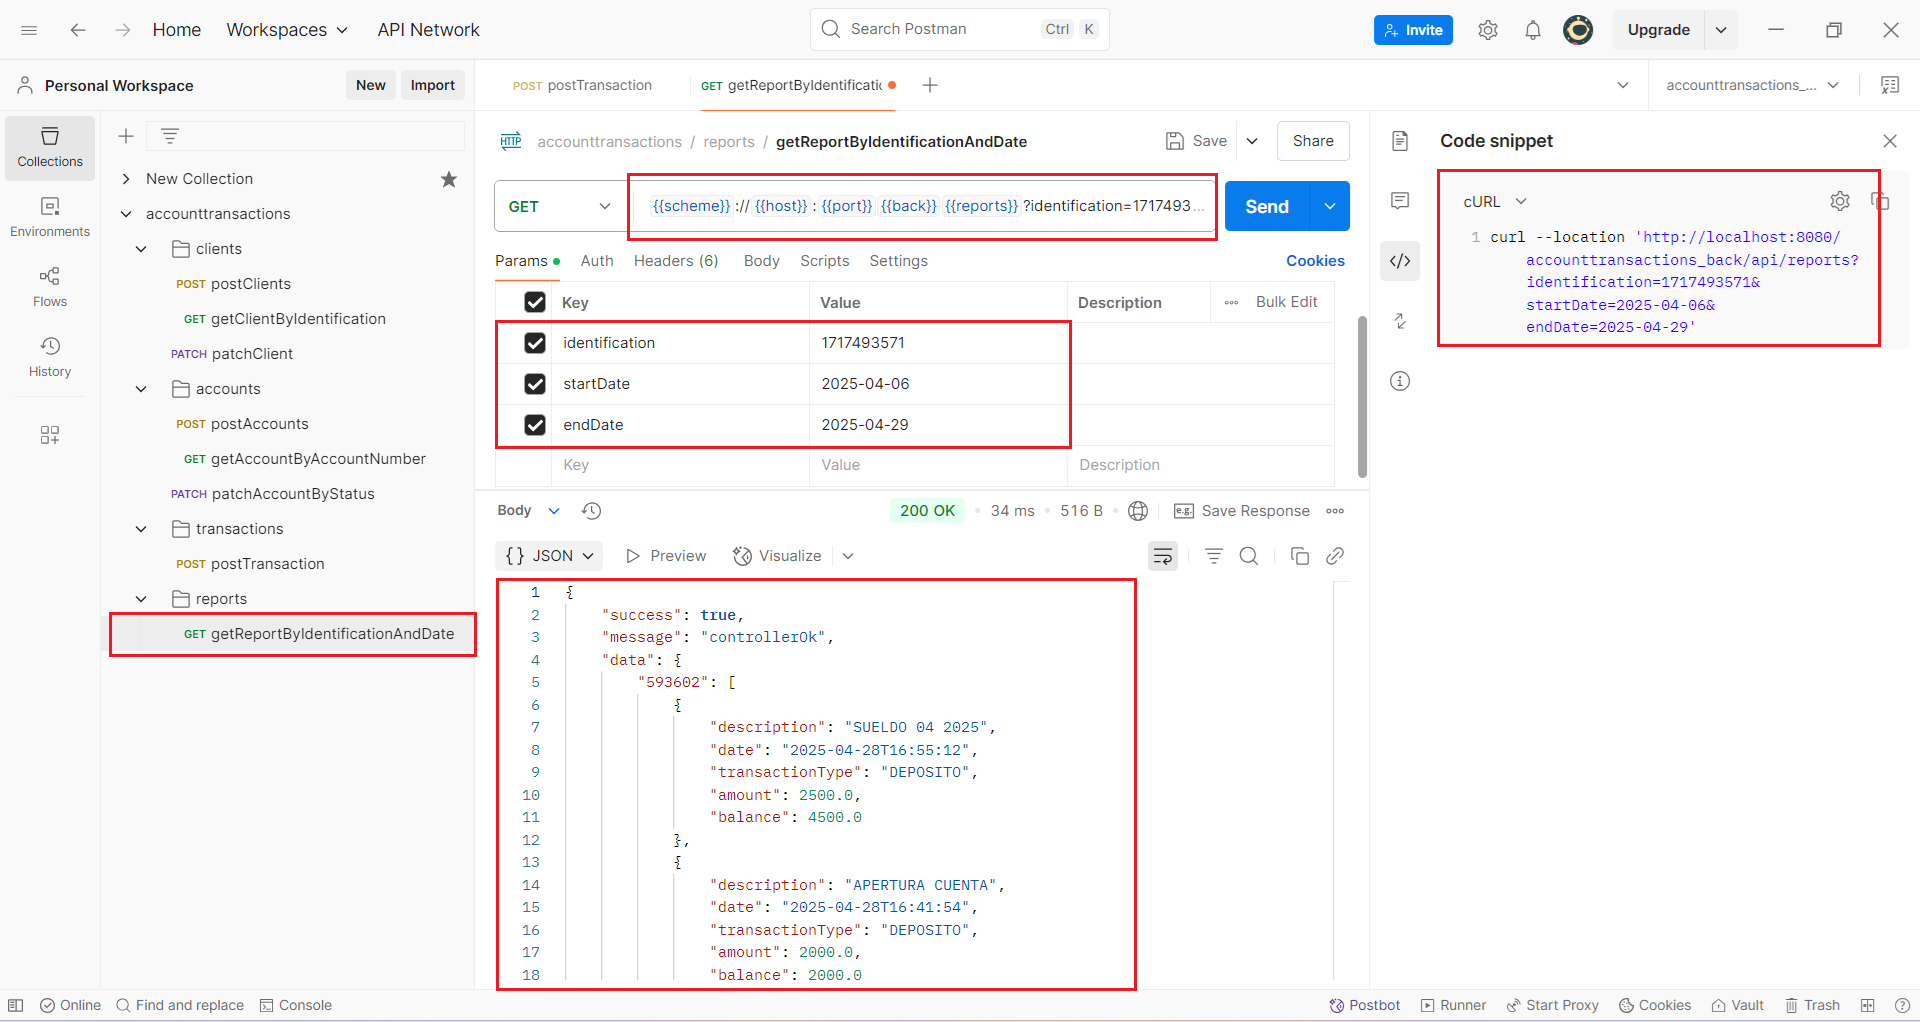 Home Workspaces API Network Search Postman Ctrl K Invite Upgrade
Personal Workspace New Import
POST postTransaction GET getReportByIdentificatic accounttransactions_...
Collections
Environments
Flows
History
New Collection
accounttransactions
clients
POST postClients
GET getClientByIdentification
PATCH patchClient
accounts
POST postAccounts
GET getAccountByAccountNumber
PATCH patchAccountByStatus
transactions
POST postTransaction
reports
GET getReportByIdentificationAndDate
HTTP accounttransactions / reports / getReportByIdentificationAndDate Save Share
GET {{scheme}}://{{host}}:{{port}}{{back}}{{reports}}?identification=1717493... Send
Params Auth Headers (6) Body Scripts Settings Cookies
Key Value Description Bulk Edit
identification 1717493571
startDate 2025-04-06
endDate 2025-04-29
Key Value Description
Body 200 OK 34 ms 516 B e.g. Save Response
{} JSON Preview Visualize
1 {
2 "success": true,
3 "message": "controllerOk",
4 "data": {
5 "593602": [
6 {
7 "description": "SUELDO 04 2025",
8 "date": "2025-04-28T16:55:12",
9 "transactionType": "DEPOSITO",
10 "amount": 2500.0,
11 "balance": 4500.0
12 },
13 {
14 "description": "APERTURA CUENTA",
15 "date": "2025-04-28T16:41:54",
16 "transactionType": "DEPOSITO",
17 "amount": 2000.0,
18 "balance": 2000.0
Code snippet
cURL
1 curl --location 'http://localhost:8080/
accounttransactions_back/api/reports?
identification=1717493571&
startDate=2025-04-06&
endDate=2025-04-29'
Online Find and replace Console Postbot Runner Start Proxy Cookies Vault Trash